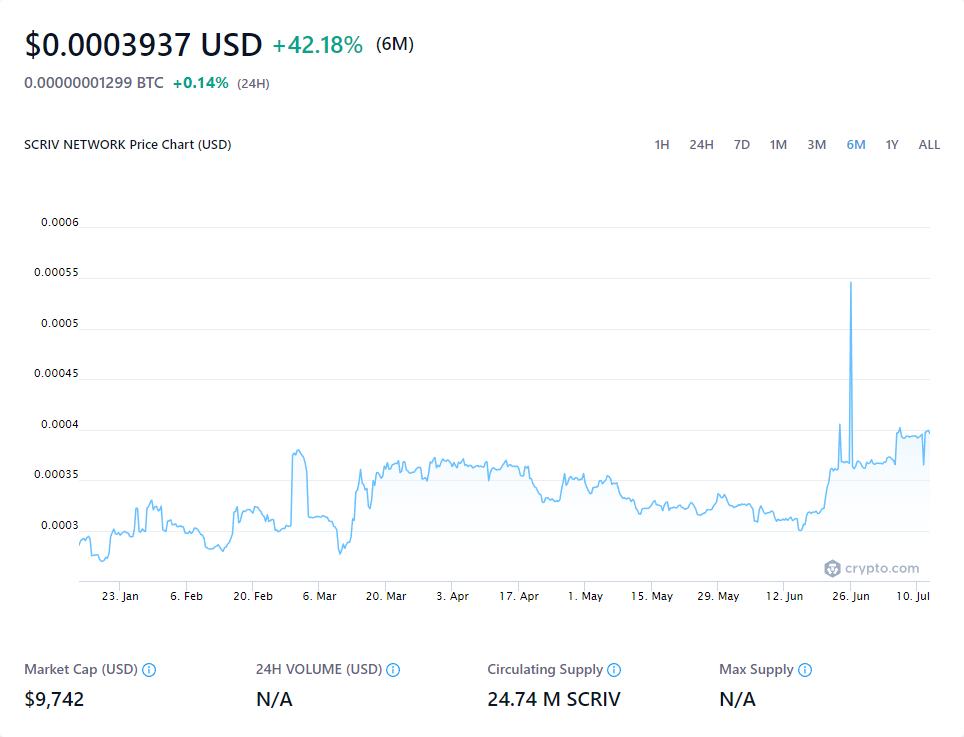 $0.0003937 USD +42.18% (6M)
0.00000001299 BTC +0.14% (24H)
SCRIV NETWORK Price Chart (USD) 1H 24H 7D 1M 3M 6M 1Y ALL
0.0006
0.00055
0.0005
0.00045
0.0004
0.00035
0.0003
crypto.com
23. Jan 6. Feb 20. Feb 6. Mar 20. Mar 3. Apr 17. Apr 1. May 15. May 29. May 12. Jun 26. Jun 10. Jul
Market Cap (USD) 24H VOLUME (USD) Circulating Supply Max Supply
$9,742 N/A 24.74 M SCRIV N/A